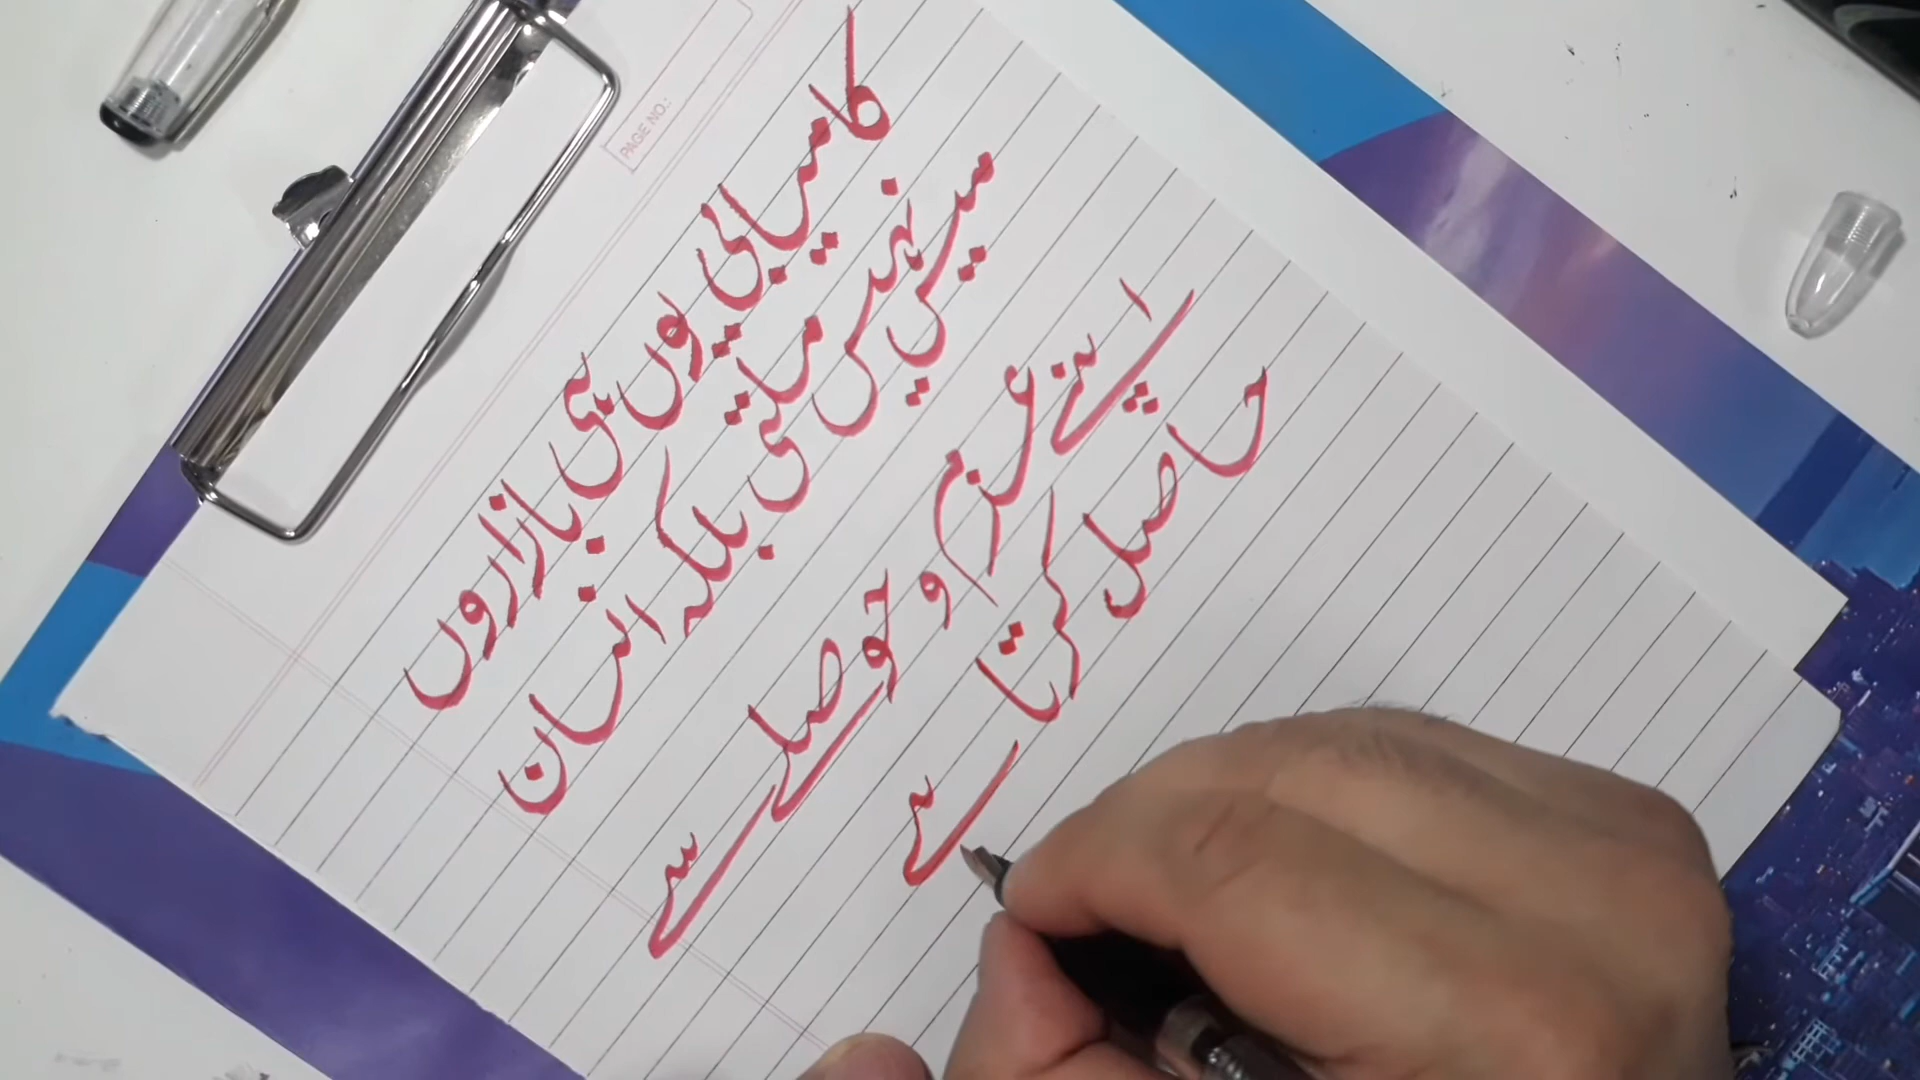 PAGE NO.:
کامیابی یوں ہی بازاروں
میں نہیں ملتی بلکہ انسان
اپنے عزم و حوصلے سے
حاصل کرتا ہے